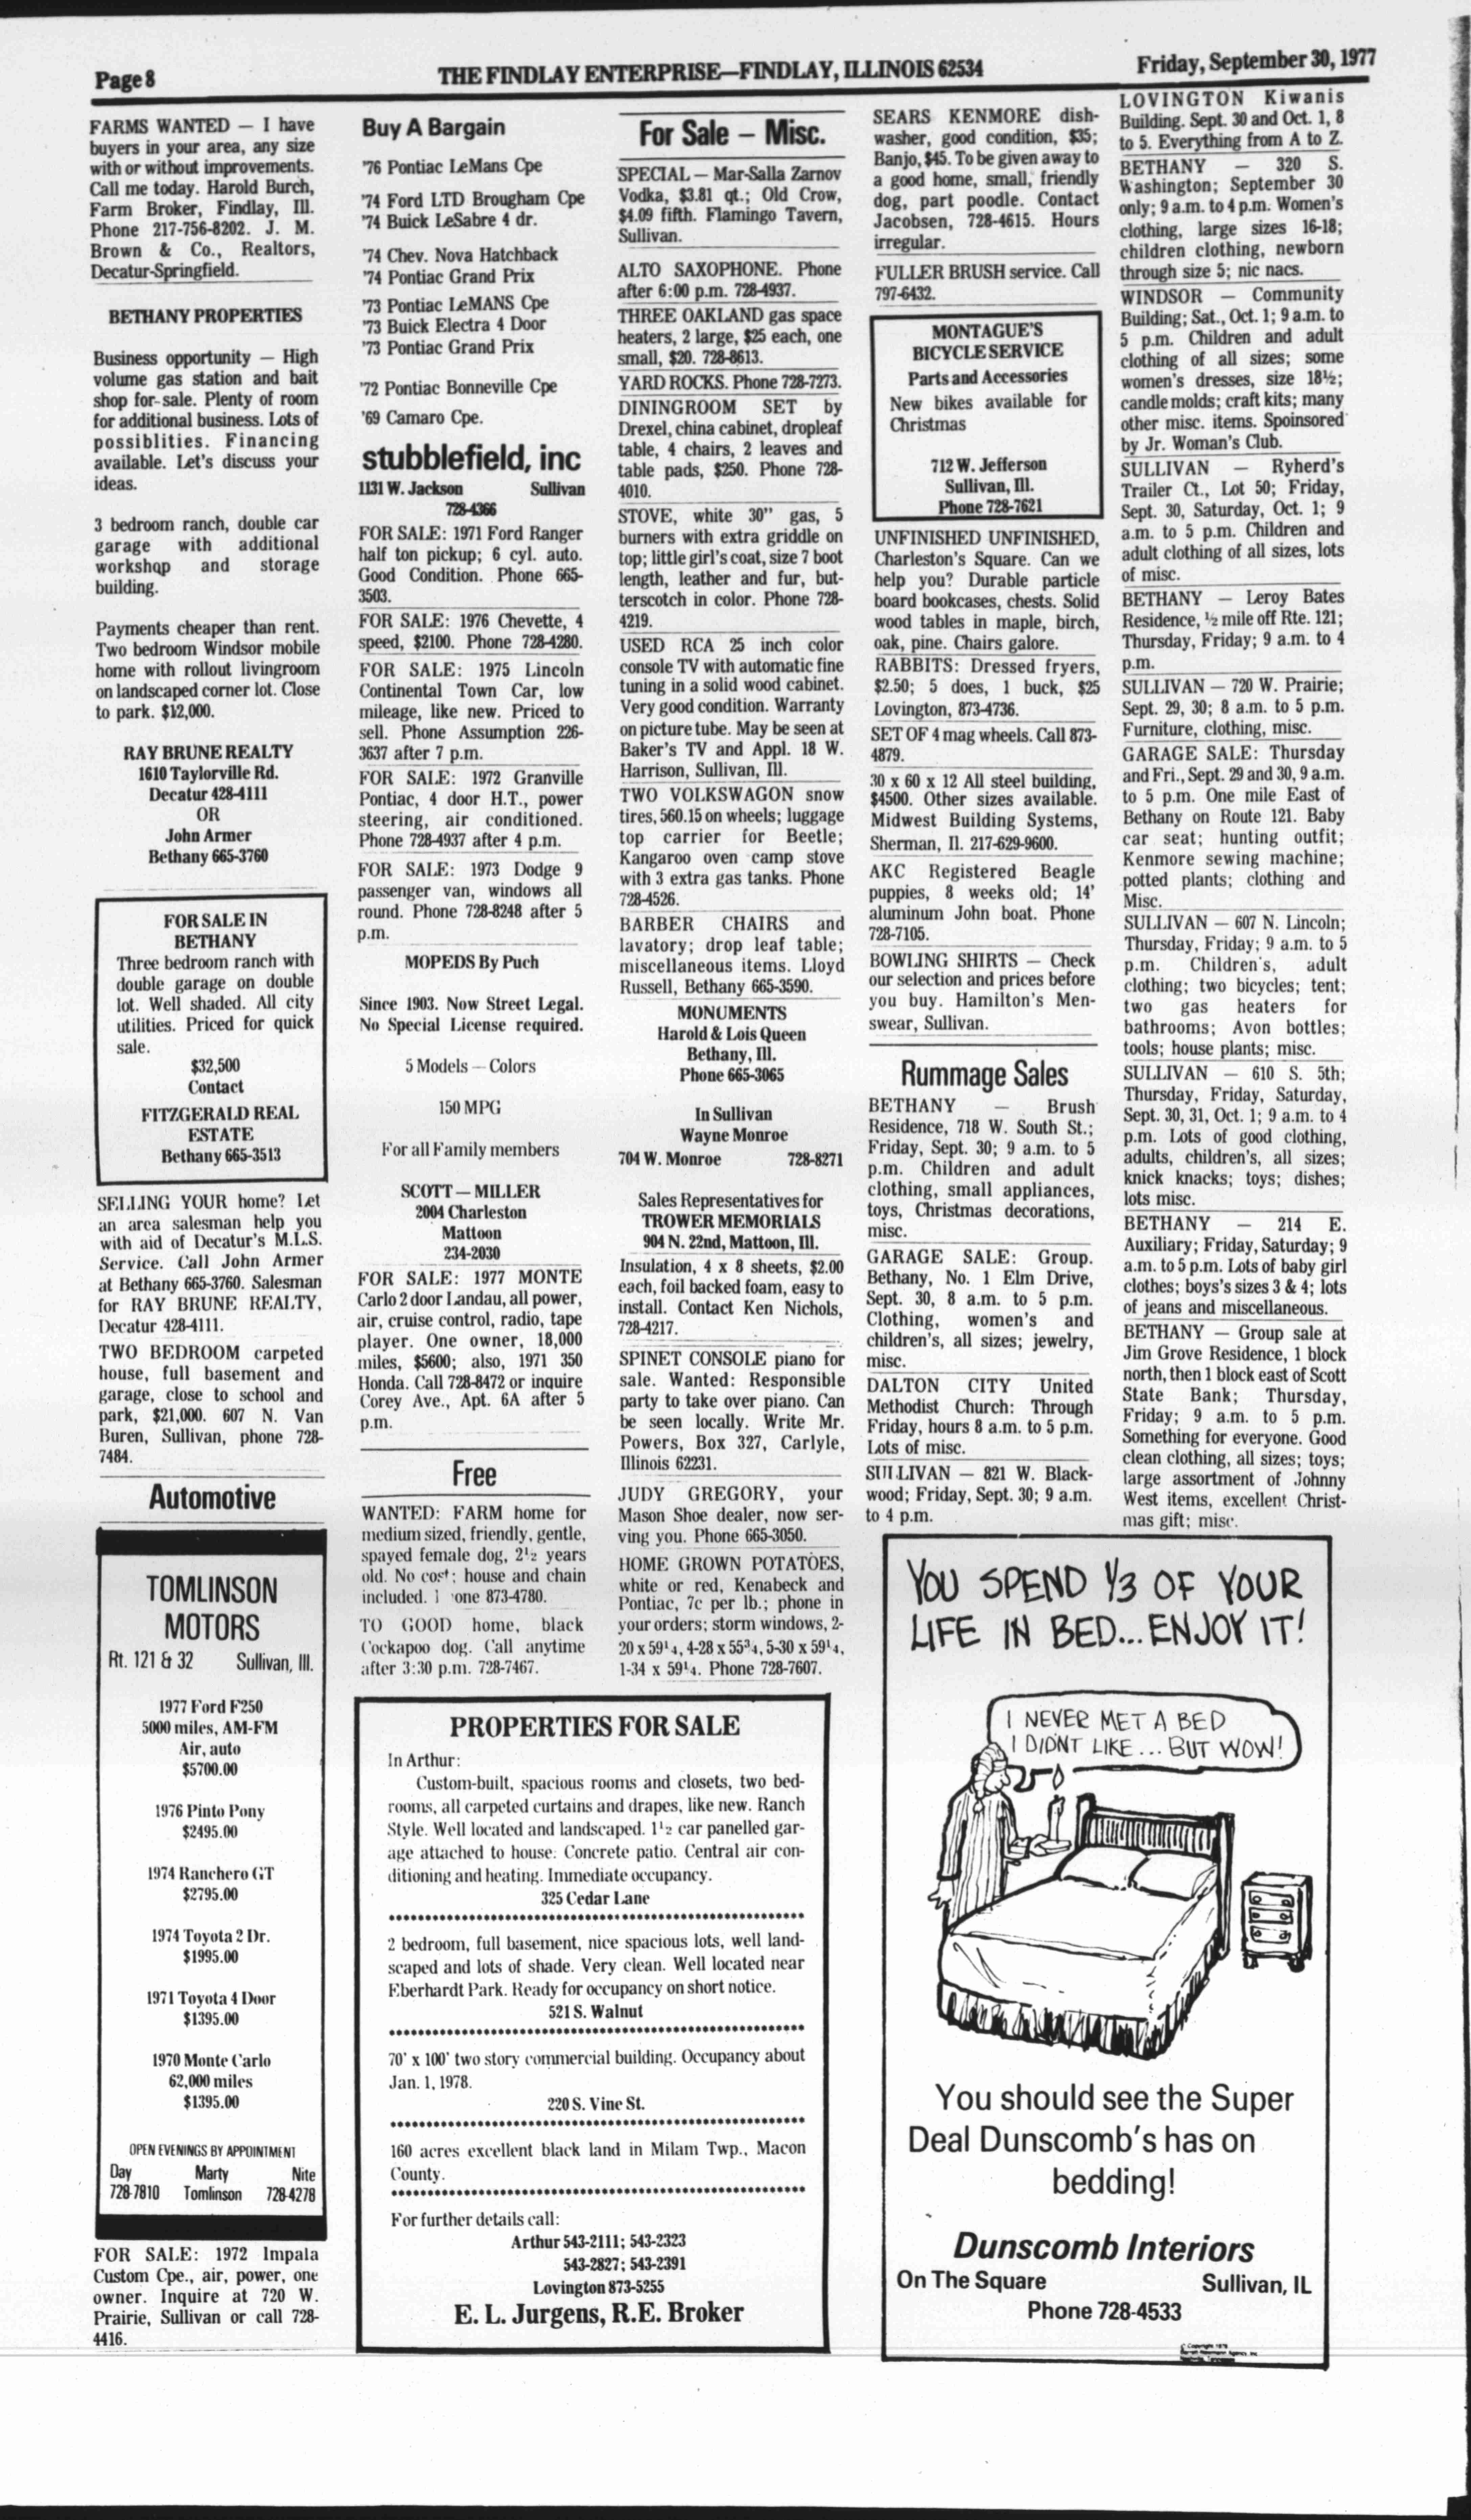 Page 8
THE FINDLAY ENTERPRISE—FINDLAY, ILLINOIS 62534
Friday, September 30, 1977
FARMS WANTED — I have
buyers in your area, any size
with or without improvements.
Call me today. Harold Burch,
Farm Broker, Findlay, Ill.
Phone 217-756-8202. J. M.
Brown & Co., Realtors,
Decatur-Springfield.
BETHANY PROPERTIES
Business opportunity — High
volume gas station and bait
shop for-sale. Plenty of room
for additional business. Lots of
possiblities. Financing
available. Let's discuss your
ideas.
3 bedroom ranch, double car
garage with additional
workshop and storage
building.
Payments cheaper than rent.
Two bedroom Windsor mobile
home with rollout livingroom
on landscaped corner lot. Close
to park. $12,000.
RAY BRUNE REALTY
1610 Taylorville Rd.
Decatur 428-4111
OR
John Armer
Bethany 665-3760
FOR SALE IN
BETHANY
Three bedroom ranch with
double garage on double
lot. Well shaded. All city
utilities. Priced for quick
sale.
$32,500
Contact
FITZGERALD REAL
ESTATE
Bethany 665-3513
SELLING YOUR home? Let
an area salesman help you
with aid of Decatur's M.L.S.
Service. Call John Armer
at Bethany 665-3760. Salesman
for RAY BRUNE REALTY,
Decatur 428-4111.
TWO BEDROOM carpeted
house, full basement and
garage, close to school and
park, $21,000. 607 N. Van
Buren, Sullivan, phone 728-
7484.
Automotive
TOMLINSON
MOTORS
Rt. 121 & 32 Sullivan, Ill.
1977 Ford F250
5000 miles, AM-FM
Air, auto
$5700.00
1976 Pinto Pony
$2495.00
1974 Ranchero GT
$2795.00
1974 Toyota 2 Dr.
$1995.00
1971 Toyota 4 Door
$1395.00
1970 Monte Carlo
62,000 miles
$1395.00
OPEN EVENINGS BY APPOINTMENT
Day Marty Nite
728-7810 Tomlinson 728-4278
FOR SALE: 1972 Impala
Custom Cpe., air, power, one
owner. Inquire at 720 W.
Prairie, Sullivan or call 728-
4416.
Buy A Bargain
'76 Pontiac LeMans Cpe
'74 Ford LTD Brougham Cpe
'74 Buick LeSabre 4 dr.
'74 Chev. Nova Hatchback
'74 Pontiac Grand Prix
'73 Pontiac LeMANS Cpe
'73 Buick Electra 4 Door
'73 Pontiac Grand Prix
'72 Pontiac Bonneville Cpe
'69 Camaro Cpe.
stubblefield, inc
1131 W. Jackson Sullivan
728-4366
FOR SALE: 1971 Ford Ranger
half ton pickup; 6 cyl. auto.
Good Condition. Phone 665-
3503.
FOR SALE: 1976 Chevette, 4
speed, $2100. Phone 728-4280.
FOR SALE: 1975 Lincoln
Continental Town Car, low
mileage, like new. Priced to
sell. Phone Assumption 226-
3637 after 7 p.m.
FOR SALE: 1972 Granville
Pontiac, 4 door H.T., power
steering, air conditioned.
Phone 728-4937 after 4 p.m.
FOR SALE: 1973 Dodge 9
passenger van, windows all
round. Phone 728-8248 after 5
p.m.
MOPEDS By Puch
Since 1903. Now Street Legal.
No Special License required.
5 Models — Colors
150 MPG
For all Family members
SCOTT — MILLER
2004 Charleston
Mattoon
234-2030
FOR SALE: 1977 MONTE
Carlo 2 door Landau, all power,
air, cruise control, radio, tape
player. One owner, 18,000
miles, $5600; also, 1971 350
Honda. Call 728-8472 or inquire
Corey Ave., Apt. 6A after 5
p.m.
Free
WANTED: FARM home for
medium sized, friendly, gentle,
spayed female dog, 2½ years
old. No cost; house and chain
included. 873-4780.
TO GOOD home, black
Cockapoo dog. Call anytime
after 3:30 p.m. 728-7467.
For Sale – Misc.
SPECIAL — Mar-Salla Zarnov
Vodka, $3.81 qt.; Old Crow,
$4.09 fifth. Flamingo Tavern,
Sullivan.
ALTO SAXOPHONE. Phone
after 6:00 p.m. 728-4937.
THREE OAKLAND gas space
heaters, 2 large, $25 each, one
small, $20. 728-8613.
YARD ROCKS. Phone 728-7273.
DININGROOM SET by
Drexel, china cabinet, dropleaf
table, 4 chairs, 2 leaves and
table pads, $250. Phone 728-
4010.
STOVE, white 30" gas, 5
burners with extra griddle on
top; little girl's coat, size 7 boot
length, leather and fur, but-
terscotch in color. Phone 728-
4219.
USED RCA 25 inch color
console TV with automatic fine
tuning in a solid wood cabinet.
Very good condition. Warranty
on picture tube. May be seen at
Baker's TV and Appl. 18 W.
Harrison, Sullivan, Ill.
TWO VOLKSWAGON snow
tires, 560.15 on wheels; luggage
top carrier for Beetle;
Kangaroo oven camp stove
with 3 extra gas tanks. Phone
728-4526.
BARBER CHAIRS and
lavatory; drop leaf table;
miscellaneous items. Lloyd
Russell, Bethany 665-3590.
MONUMENTS
Harold & Lois Queen
Bethany, Ill.
Phone 665-3065
In Sullivan
Wayne Monroe
704 W. Monroe 728-8271
Sales Representatives for
TROWER MEMORIALS
904 N. 22nd, Mattoon, Ill.
Insulation, 4 x 8 sheets, $2.00
each, foil backed foam, easy to
install. Contact Ken Nichols,
728-4217.
SPINET CONSOLE piano for
sale. Wanted: Responsible
party to take over piano. Can
be seen locally. Write Mr.
Powers, Box 327, Carlyle,
Illinois 62231.
JUDY GREGORY, your
Mason Shoe dealer, now ser-
ving you. Phone 665-3050.
HOME GROWN POTATOES,
white or red, Kenabeck and
Pontiac, 7c per lb.; phone in
your orders; storm windows, 2-
20 x 59¼, 4-28 x 55¾, 5-30 x 59¼,
1-34 x 59¼. Phone 728-7607.
PROPERTIES FOR SALE
In Arthur:
Custom-built, spacious rooms and closets, two bed-
rooms, all carpeted curtains and drapes, like new. Ranch
Style. Well located and landscaped. 1½ car panelled gar-
age attached to house. Concrete patio. Central air con-
ditioning and heating. Immediate occupancy.
325 Cedar Lane
2 bedroom, full basement, nice spacious lots, well land-
scaped and lots of shade. Very clean. Well located near
Eberhardt Park. Ready for occupancy on short notice.
521 S. Walnut
70' x 100' two story commercial building. Occupancy about
Jan. 1, 1978.
220 S. Vine St.
160 acres excellent black land in Milam Twp., Macon
County.
For further details call:
Arthur 543-2111; 543-2323
543-2827; 543-2391
Lovington 873-5255
E. L. Jurgens, R.E. Broker
SEARS KENMORE dish-
washer, good condition, $35;
Banjo, $45. To be given away to
a good home, small, friendly
dog, part poodle. Contact
Jacobsen, 728-4615. Hours
irregular.
FULLER BRUSH service. Call
797-6432.
MONTAGUE'S
BICYCLE SERVICE
Parts and Accessories
New bikes available for
Christmas
712 W. Jefferson
Sullivan, Ill.
Phone 728-7621
UNFINISHED UNFINISHED,
Charleston's Square. Can we
help you? Durable particle
board bookcases, chests. Solid
wood tables in maple, birch,
oak, pine. Chairs galore.
RABBITS: Dressed fryers,
$2.50; 5 does, 1 buck, $25
Lovington, 873-4736.
SET OF 4 mag wheels. Call 873-
4879.
30 x 60 x 12 All steel building,
$4500. Other sizes available.
Midwest Building Systems,
Sherman, Il. 217-629-9600.
AKC Registered Beagle
puppies, 8 weeks old; 14'
aluminum John boat. Phone
728-7105.
BOWLING SHIRTS — Check
our selection and prices before
you buy. Hamilton's Men-
swear, Sullivan.
Rummage Sales
BETHANY — Brush
Residence, 718 W. South St.;
Friday, Sept. 30; 9 a.m. to 5
p.m. Children and adult
clothing, small appliances,
toys, Christmas decorations,
misc.
GARAGE SALE: Group.
Bethany, No. 1 Elm Drive,
Sept. 30, 8 a.m. to 5 p.m.
Clothing, women's and
children's, all sizes; jewelry,
misc.
DALTON CITY United
Methodist Church: Through
Friday, hours 8 a.m. to 5 p.m.
Lots of misc.
SULLIVAN — 821 W. Black-
wood; Friday, Sept. 30; 9 a.m.
to 4 p.m.
LOVINGTON Kiwanis
Building. Sept. 30 and Oct. 1, 8
to 5. Everything from A to Z.
BETHANY — 320 S.
Washington; September 30
only; 9 a.m. to 4 p.m. Women's
clothing, large sizes 16-18;
children clothing, newborn
through size 5; nic nacs.
WINDSOR — Community
Building; Sat., Oct. 1; 9 a.m. to
5 p.m. Children and adult
clothing of all sizes; some
women's dresses, size 18½;
candle molds; craft kits; many
other misc. items. Spoinsored
by Jr. Woman's Club.
SULLIVAN — Ryherd's
Trailer Ct., Lot 50; Friday,
Sept. 30, Saturday, Oct. 1; 9
a.m. to 5 p.m. Children and
adult clothing of all sizes, lots
of misc.
BETHANY — Leroy Bates
Residence, ½ mile off Rte. 121;
Thursday, Friday; 9 a.m. to 4
p.m.
SULLIVAN — 720 W. Prairie;
Sept. 29, 30; 8 a.m. to 5 p.m.
Furniture, clothing, misc.
GARAGE SALE: Thursday
and Fri., Sept. 29 and 30, 9 a.m.
to 5 p.m. One mile East of
Bethany on Route 121. Baby
car seat; hunting outfit;
Kenmore sewing machine;
potted plants; clothing and
Misc.
SULLIVAN — 607 N. Lincoln;
Thursday, Friday; 9 a.m. to 5
p.m. Children's, adult
clothing; two bicycles; tent;
two gas heaters for
bathrooms; Avon bottles;
tools; house plants; misc.
SULLIVAN — 610 S. 5th;
Thursday, Friday, Saturday,
Sept. 30, 31, Oct. 1; 9 a.m. to 4
p.m. Lots of good clothing,
adults, children's, all sizes;
knick knacks; toys; dishes;
lots misc.
BETHANY — 214 E.
Auxiliary; Friday, Saturday; 9
a.m. to 5 p.m. Lots of baby girl
clothes; boys's sizes 3 & 4; lots
of jeans and miscellaneous.
BETHANY — Group sale at
Jim Grove Residence, 1 block
north, then 1 block east of Scott
State Bank; Thursday,
Friday; 9 a.m. to 5 p.m.
Something for everyone. Good
clean clothing, all sizes; toys;
large assortment of Johnny
West items, excellent Christ-
mas gift; misc.
YOU SPEND 1/3 OF YOUR
LIFE IN BED...ENJOY IT!
I NEVER MET A BED
I DIDN'T LIKE... BUT WOW!
You should see the Super
Deal Dunscomb's has on
bedding!
Dunscomb Interiors
On The Square Sullivan, IL
Phone 728-4533